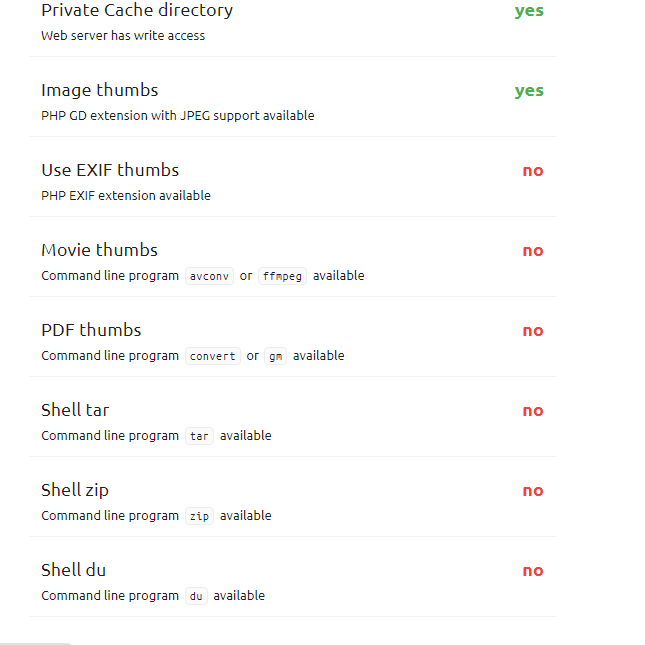 Private Cache directory yes
Web server has write access
Image thumbs yes
PHP GD extension with JPEG support available
Use EXIF thumbs no
PHP EXIF extension available
Movie thumbs no
Command line program avconv or ffmpeg available
PDF thumbs no
Command line program convert or gm available
Shell tar no
Command line program tar available
Shell zip no
Command line program zip available
Shell du no
Command line program du available